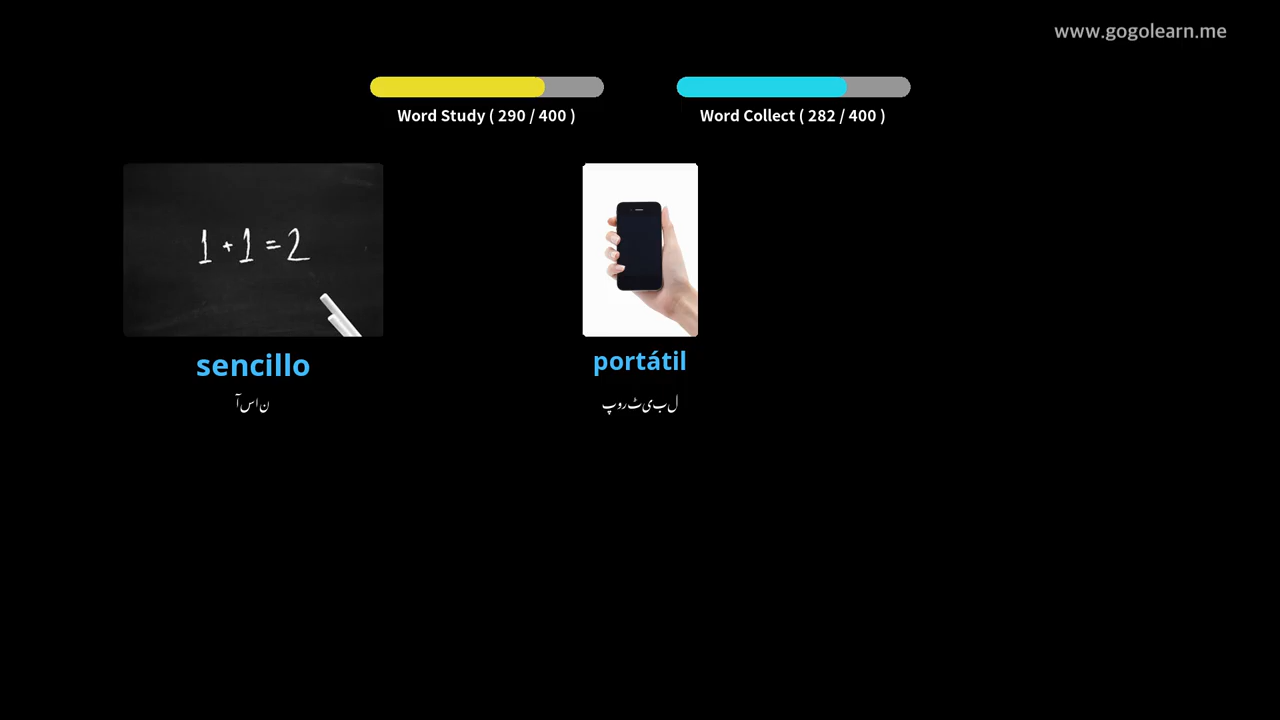 www.gogolearn.me
Word Study ( 290 / 400 )
Word Collect ( 282 / 400 )
1 + 1 = 2
sencillo
آسان
portátil
پورٹیبل